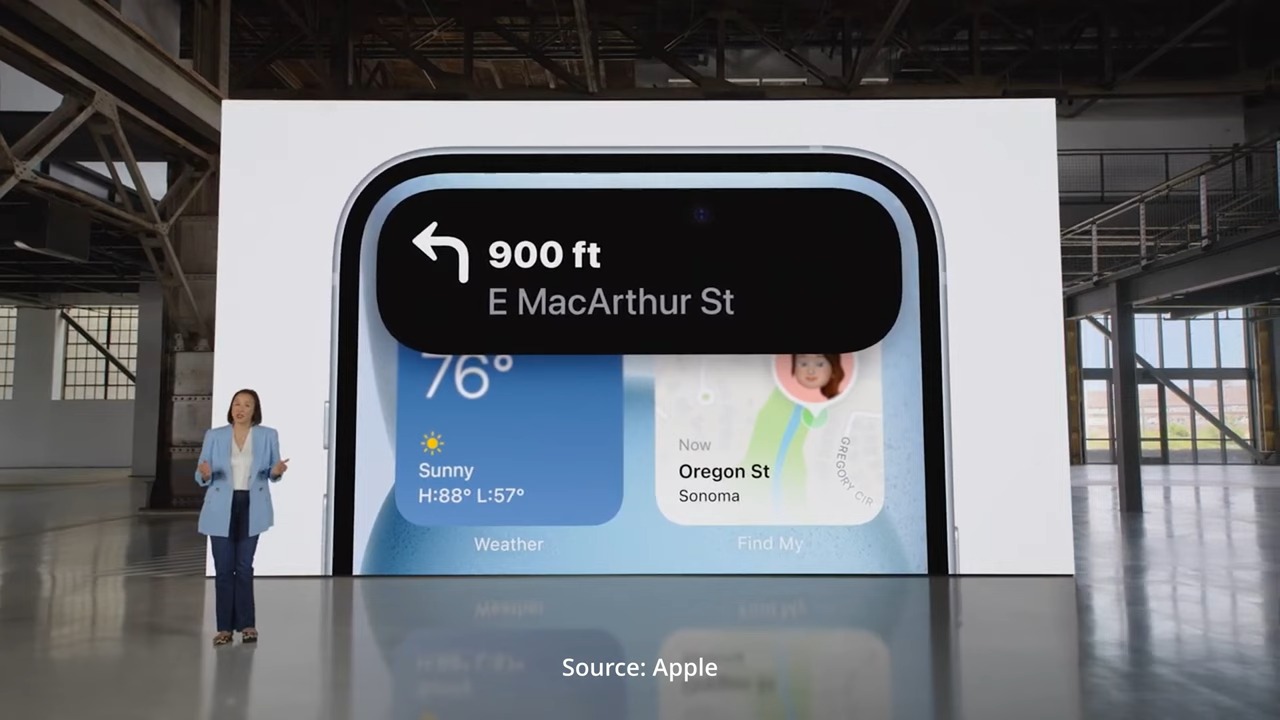 900 ft
E MacArthur St
76°
Sunny
H:88° L:57°
Weather
Now
Oregon St
Sonoma
GREGORY CIR
Find My
Source: Apple